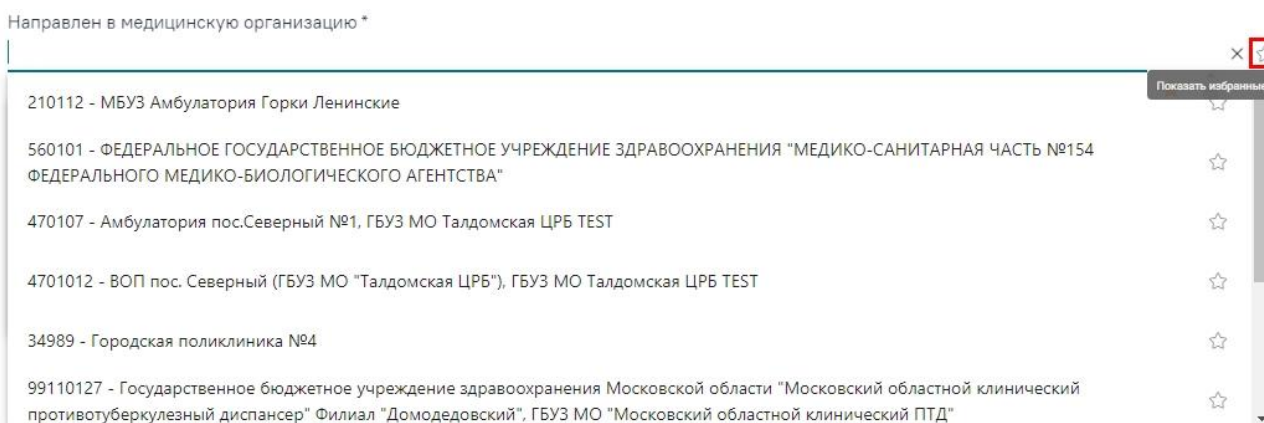 Направлен в медицинскую организацию *
Показать избранные
210112 - МБУЗ Амбулатория Горки Ленинские
560101 - ФЕДЕРАЛЬНОЕ ГОСУДАРСТВЕННОЕ БЮДЖЕТНОЕ УЧРЕЖДЕНИЕ ЗДРАВООХРАНЕНИЯ "МЕДИКО-САНИТАРНАЯ ЧАСТЬ №154
ФЕДЕРАЛЬНОГО МЕДИКО-БИОЛОГИЧЕСКОГО АГЕНТСТВА"
470107 - Амбулатория пос.Северный №1, ГБУЗ МО Талдомская ЦРБ TEST
4701012 - ВОП пос. Северный (ГБУЗ МО "Талдомская ЦРБ"), ГБУЗ МО Талдомская ЦРБ TEST
34989 - Городская поликлиника №4
99110127 - Государственное бюджетное учреждение здравоохранения Московской области "Московский областной клинический
противотуберкулезный диспансер" Филиал "Домодедовский", ГБУЗ МО "Московский областной клинический ПТД"